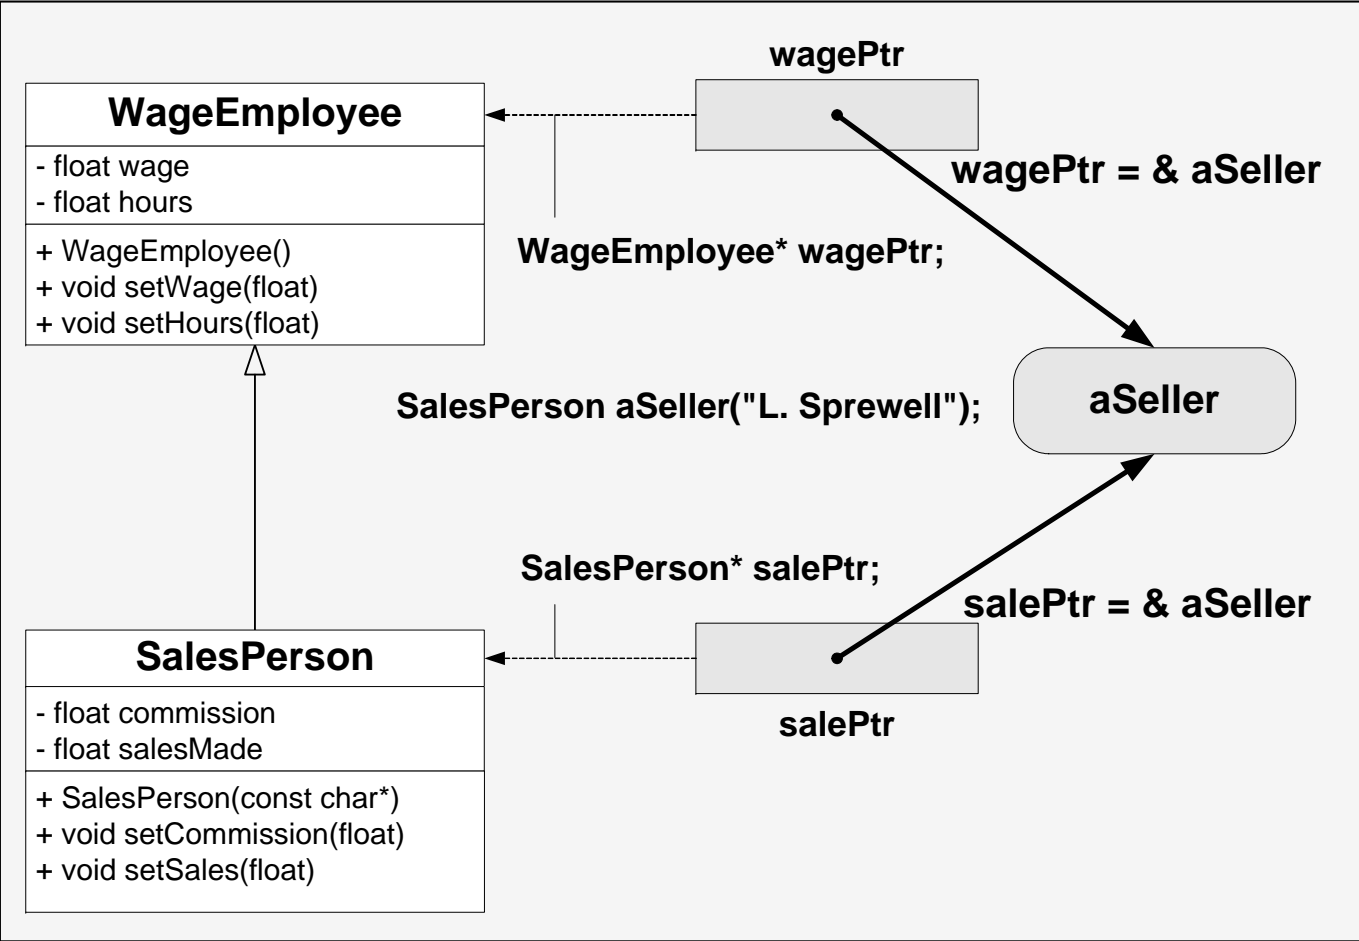 wagePtr
WageEmployee
- float wage
- float hours
+ WageEmployee()
+ void setWage(float)
+ void setHours(float)
wagePtr = & aSeller
WageEmployee* wagePtr;
SalesPerson aSeller("L. Sprewell");
aSeller
SalesPerson* salePtr;
salePtr = & aSeller
SalesPerson
- float commission
- float salesMade
+ SalesPerson(const char*)
+ void setCommission(float)
+ void setSales(float)
salePtr